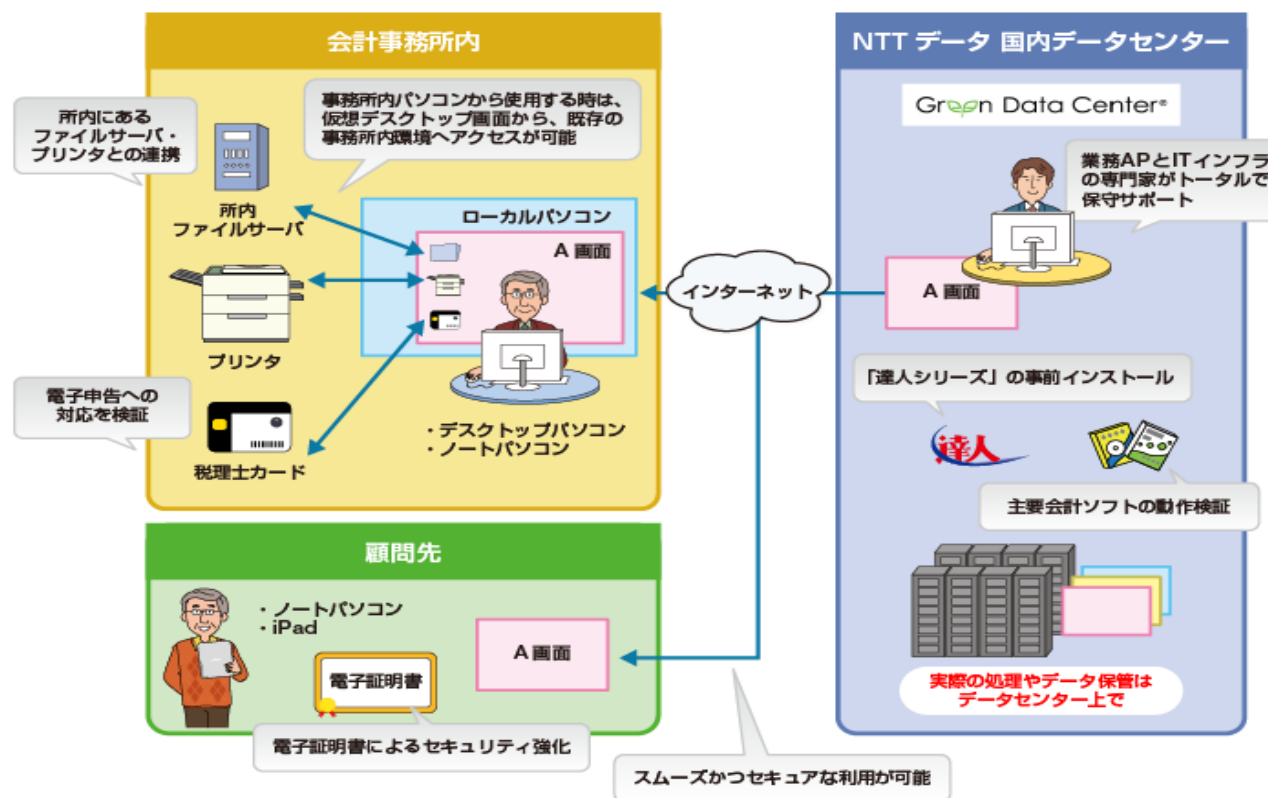 会計事務所内
所内にある
ファイルサーバ・
プリンタとの連携
事務所内パソコンから使用する時は、
仮想デスクトップ画面から、既存の
事務所内環境へアクセスが可能
所内
ファイルサーバ
プリンタ
電子申告への
対応を検証
税理士カード
ローカルパソコン
A 画面
・デスクトップパソコン
・ノートパソコン
インターネット
NTT データ 国内データセンター
Green Data Center®
業務APとITインフラ
の専門家がトータルで
保守サポート
A 画面
「達人シリーズ」の事前インストール
達人
主要会計ソフトの動作検証
実際の処理やデータ保管は
データセンター上で
顧問先
・ノートパソコン
・iPad
電子証明書
A 画面
電子証明書によるセキュリティ強化
スムーズかつセキュアな利用が可能